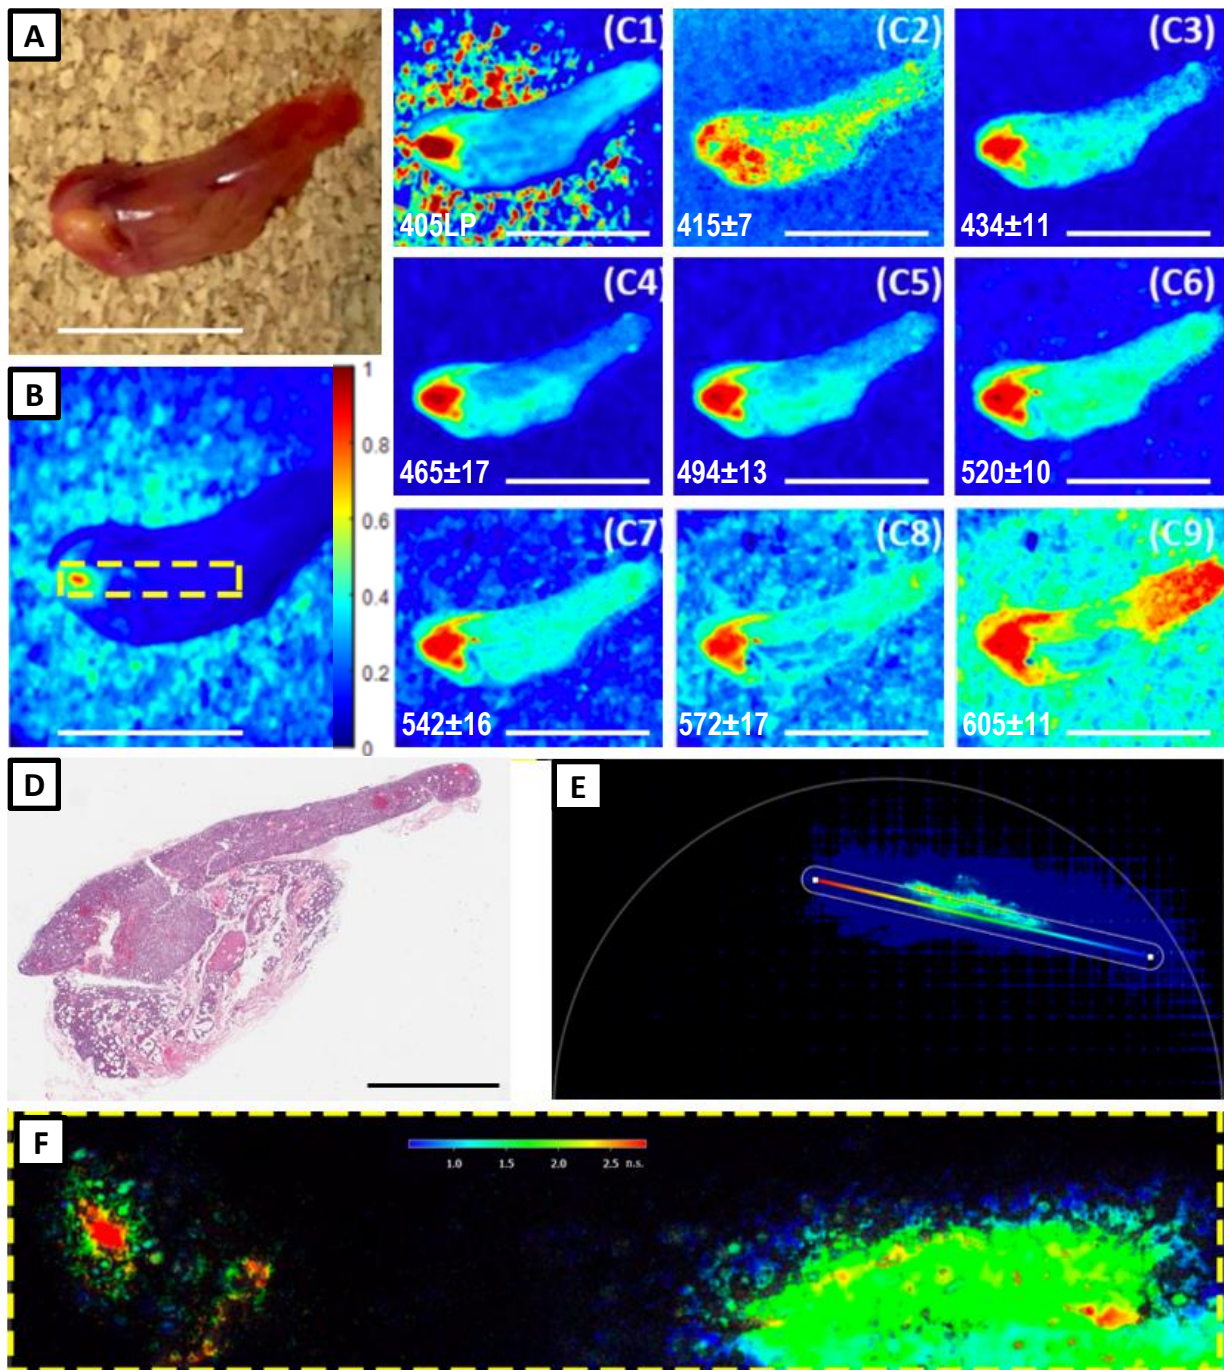 A
(C1)
405LP
(C2)
415±7
(C3)
434±11
B
1
0.8
0.6
0.4
0.2
0
(C4)
465±17
(C5)
494±13
(C6)
520±10
(C7)
542±16
(C8)
572±17
(C9)
605±11
D
E
F
1.0 1.5 2.0 2.5 n.s.